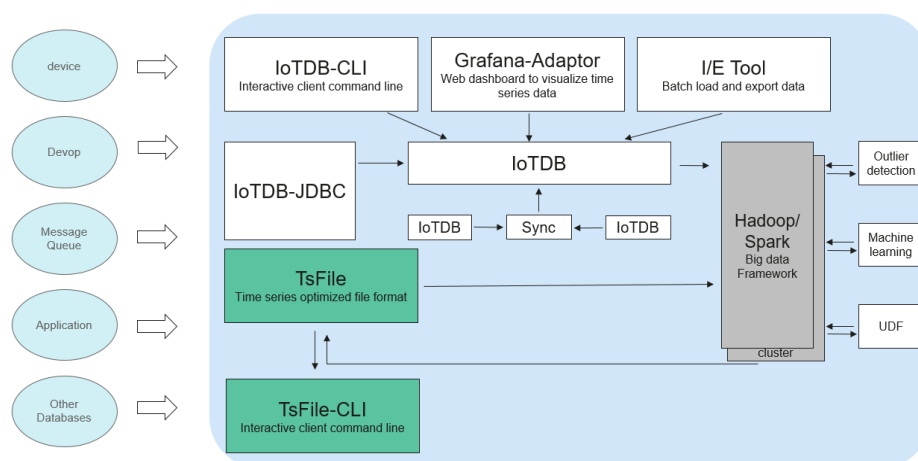 device
Devop
Message
Queue
Application
Other
Databases
IoTDB-CLI
Interactive client command line
Grafana-Adaptor
Web dashboard to visualize time
series data
I/E Tool
Batch load and export data
IoTDB-JDBC
IoTDB
IoTDB
Sync
IoTDB
TsFile
Time series optimized file format
TsFile-CLI
Interactive client command line
Hadoop/
Spark
Big data
Framework
cluster
Outlier
detection
Machine
learning
UDF